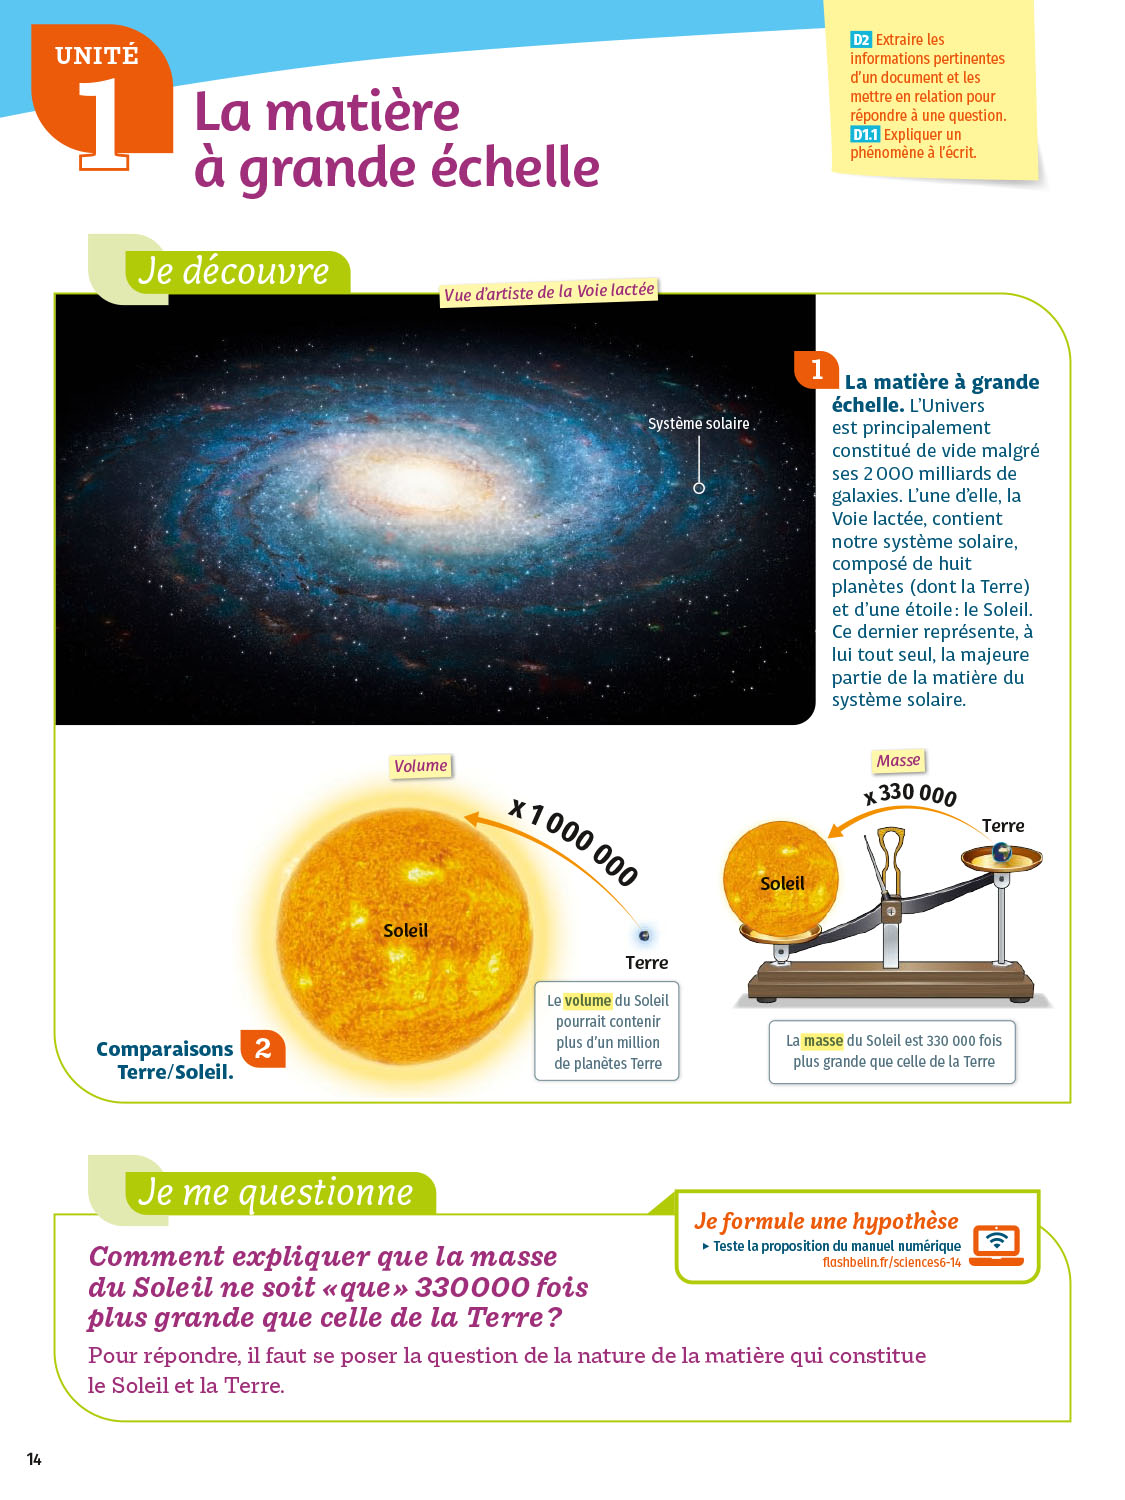 UNITÉ
1
La matière
à grande échelle
D2 Extraire les
informations pertinentes
d'un document et les
mettre en relation pour
répondre à une question.
D1.1 Expliquer un
phénomène à l'écrit.
Je découvre
Vue d'artiste de la Voie lactée
Système solaire
1
La matière à grande
échelle. L'Univers
est principalement
constitué de vide malgré
ses 2 000 milliards de
galaxies. L'une d'elle, la
Voie lactée, contient
notre système solaire,
composé de huit
planètes (dont la Terre)
et d'une étoile : le Soleil.
Ce dernier représente, à
lui tout seul, la majeure
partie de la matière du
système solaire.
Volume
x 1 000 000
Soleil
Terre
Le volume du Soleil
pourrait contenir
plus d'un million
de planètes Terre
Masse
x 330 000
Terre
Soleil
La masse du Soleil est 330 000 fois
plus grande que celle de la Terre
Comparaisons 2
Terre/Soleil.
Je me questionne
Je formule une hypothèse
▸ Teste la proposition du manuel numérique
flashbelin.fr/sciences6-14
Comment expliquer que la masse
du Soleil ne soit «que» 330000 fois
plus grande que celle de la Terre ?
Pour répondre, il faut se poser la question de la nature de la matière qui constitue
le Soleil et la Terre.
14